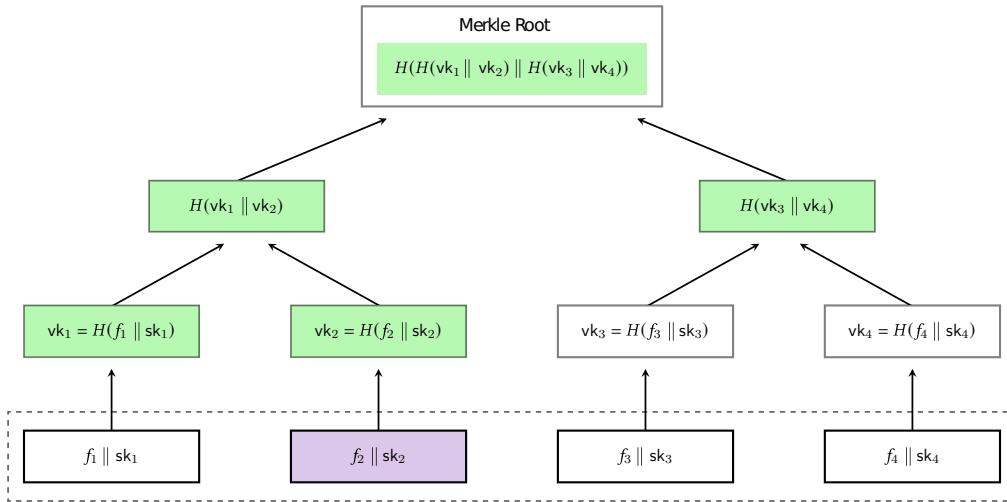 Merkle Root
H(H(vk₁ ∥ vk₂) ∥ H(vk₃ ∥ vk₄))
H(vk₁ ∥ vk₂)
H(vk₃ ∥ vk₄)
vk₁ = H(f₁ ∥ sk₁)
vk₂ = H(f₂ ∥ sk₂)
vk₃ = H(f₃ ∥ sk₃)
vk₄ = H(f₄ ∥ sk₄)
f₁ ∥ sk₁
f₂ ∥ sk₂
f₃ ∥ sk₃
f₄ ∥ sk₄